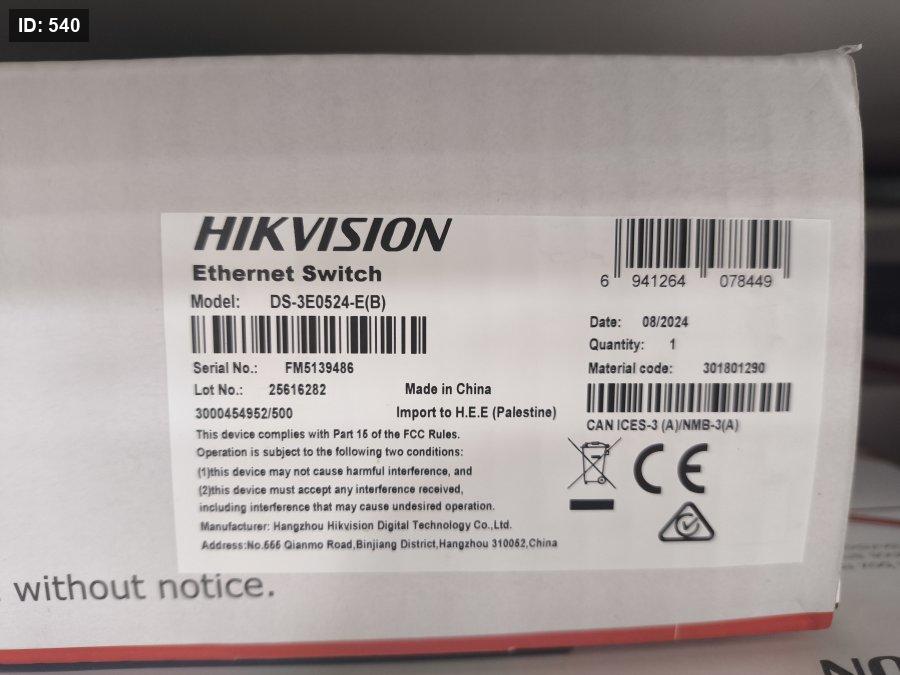 ID: 540
HIKVISION
Ethernet Switch
Model: DS-3E0524-E(B)
Serial No.: FM5139486
Lot No.: 25616282
Made in China
3000454952/500
Import to H.E.E (Palestine)
This device complies with Part 15 of the FCC Rules.
Operation is subject to the following two conditions:
(1)this device may not cause harmful interference, and
(2)this device must accept any interference received,
including interference that may cause undesired operation.
Manufacturer: Hangzhou Hikvision Digital Technology Co.,Ltd.
Address:No.555 Qianmo Road,Binjiang District,Hangzhou 310052,China
6 941264 078449
Date: 08/2024
Quantity: 1
Material code: 301801290
CAN ICES-3 (A)/NMB-3(A)
CE
without notice.